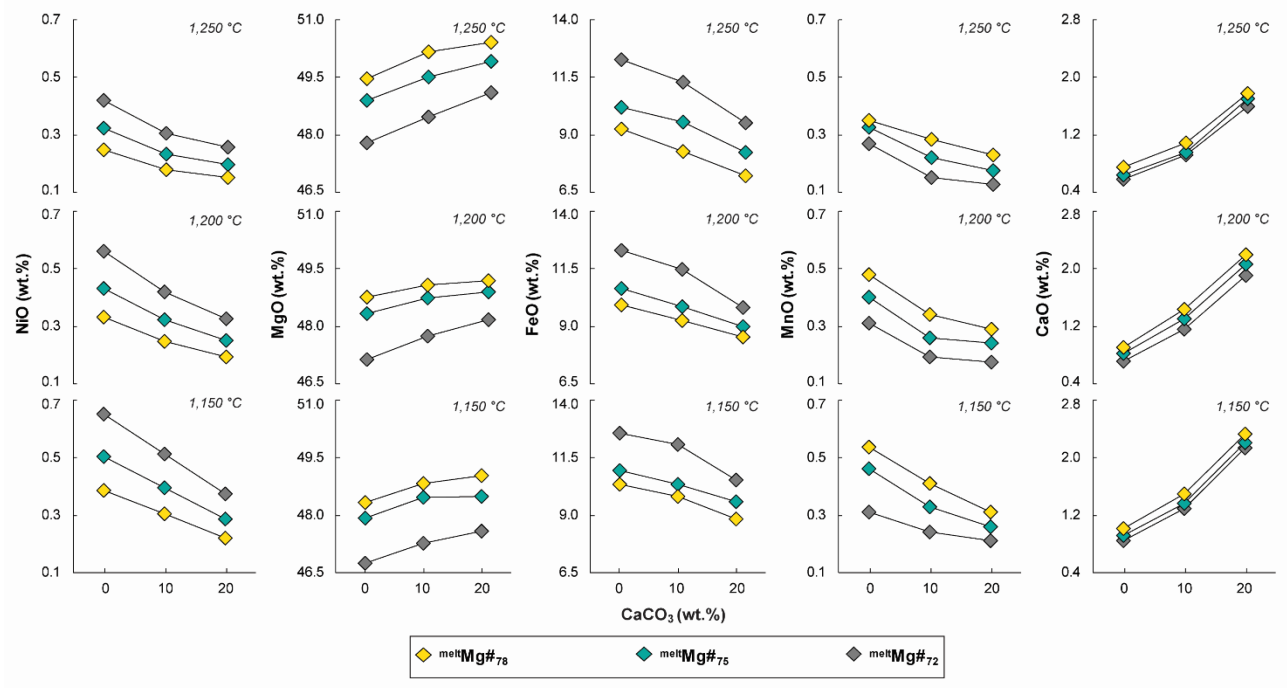 0.7 1,250 °C 51.0 1,250 °C 14.0 1,250 °C 0.7 1,250 °C 2.8 1,250 °C
0.5 49.5 11.5 0.5 2.0
0.3 48.0 9.0 0.3 1.2
0.1 46.5 6.5 0.1 0.4
0.7 1,200 °C 51.0 1,200 °C 14.0 1,200 °C 0.7 1,200 °C 2.8 1,200 °C
NiO (wt.%) MgO (wt.%) FeO (wt.%) MnO (wt.%) CaO (wt.%)
0.5 49.5 11.5 0.5 2.0
0.3 48.0 9.0 0.3 1.2
0.1 46.5 6.5 0.1 0.4
0.7 1,150 °C 51.0 1,150 °C 14.0 1,150 °C 0.7 1,150 °C 2.8 1,150 °C
0.5 49.5 11.5 0.5 2.0
0.3 48.0 9.0 0.3 1.2
0.1 46.5 6.5 0.1 0.4
0 10 20 0 10 20 0 10 20 0 10 20 0 10 20
CaCO₃ (wt.%)
meltMg#₇₈ meltMg#₇₅ meltMg#₇₂